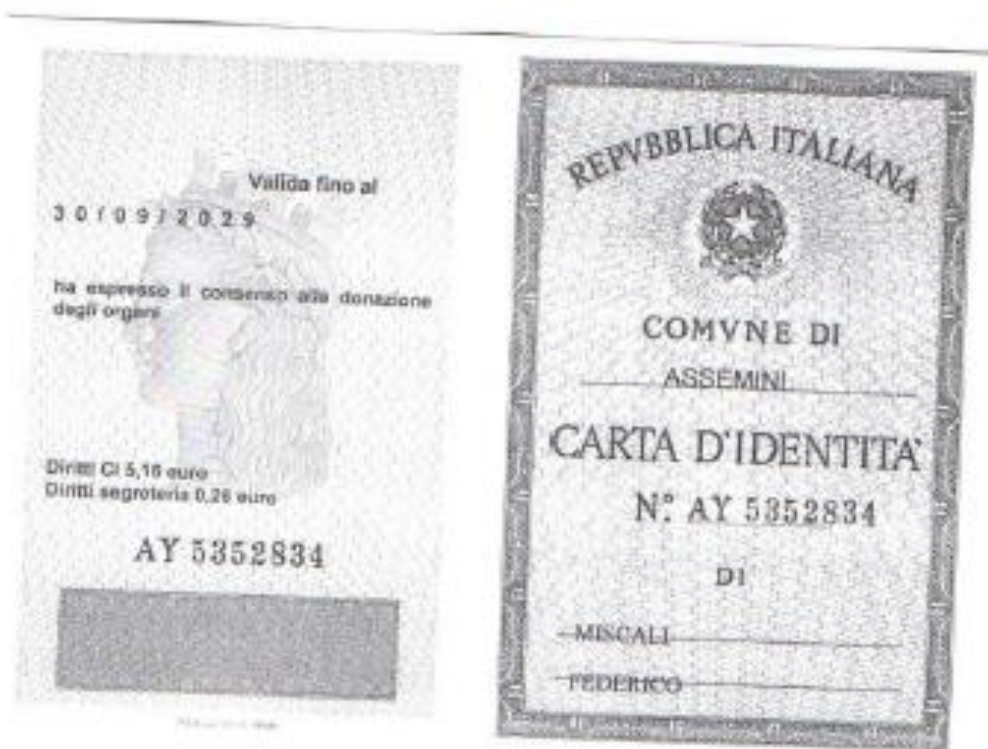 Valida fino al
30/09/2029
ha espresso il consenso alla donazione
degli organi
Diritti CI 5,16 euro
Diritti segreteria 0,26 euro
AY 5352834
REPVBBLICA ITALIANA
COMVNE DI
ASSEMINI
CARTA D'IDENTITA'
N.º AY 5352834
DI
MISCALI
FEDERICO